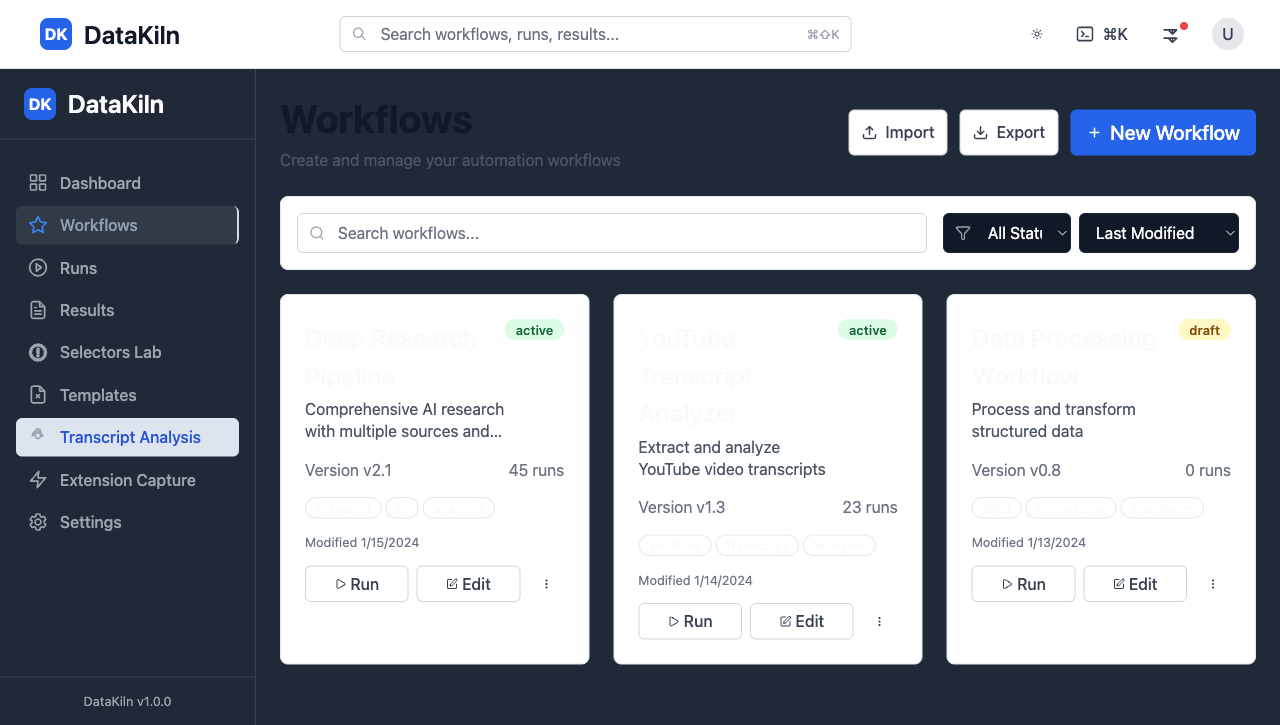 DK DataKiln
Search workflows, runs, results... ⌘⇧K
⌘K
U
DK DataKiln
Dashboard
Workflows
Runs
Results
Selectors Lab
Templates
Transcript Analysis
Extension Capture
Settings
DataKiln v1.0.0
Workflows
Create and manage your automation workflows
Import
Export
+ New Workflow
Search workflows...
All Statu
Last Modified
Deep Research
Pipeline
active
Comprehensive AI research
with multiple sources and...
Version v2.1 45 runs
research ai analysis
Modified 1/15/2024
Run Edit
YouTube
Transcript
Analyzer
active
Extract and analyze
YouTube video transcripts
Version v1.3 23 runs
youtube transcript analysis
Modified 1/14/2024
Run Edit
Data Processing
Workflow
draft
Process and transform
structured data
Version v0.8 0 runs
data processing transform
Modified 1/13/2024
Run Edit